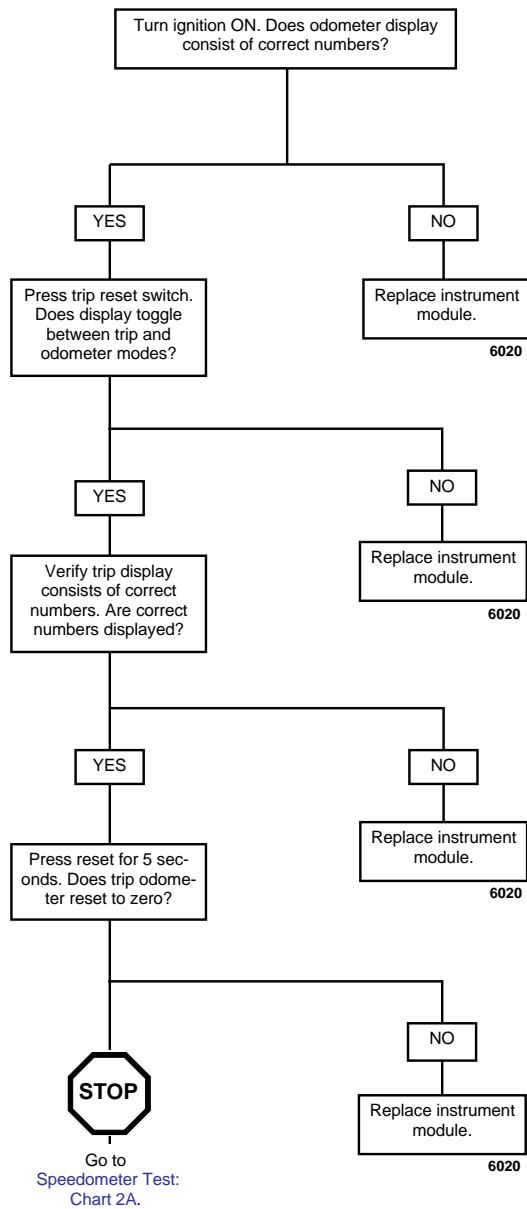 Turn ignition ON. Does odometer display
consist of correct numbers?
YES
NO
Press trip reset switch.
Does display toggle
between trip and
odometer modes?
Replace instrument
module.
6020
YES
NO
Verify trip display
consists of correct
numbers. Are correct
numbers displayed?
Replace instrument
module.
6020
YES
NO
Press reset for 5 sec-
onds. Does trip odome-
ter reset to zero?
Replace instrument
module.
6020
NO
STOP
Replace instrument
module.
6020
Go to
Speedometer Test:
Chart 2A.